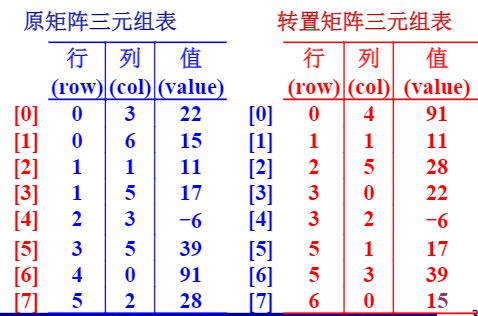 原矩阵三元组表 转置矩阵三元组表
行 列 值 行 列 值
(row) (col) (value) (row) (col) (value)
[0] 0 3 22 [0] 0 4 91
[1] 0 6 15 [1] 1 1 11
[2] 1 1 11 [2] 2 5 28
[3] 1 5 17 [3] 3 0 22
[4] 2 3 −6 [4] 3 2 −6
[5] 3 5 39 [5] 5 1 17
[6] 4 0 91 [6] 5 3 39
[7] 5 2 28 [7] 6 0 15